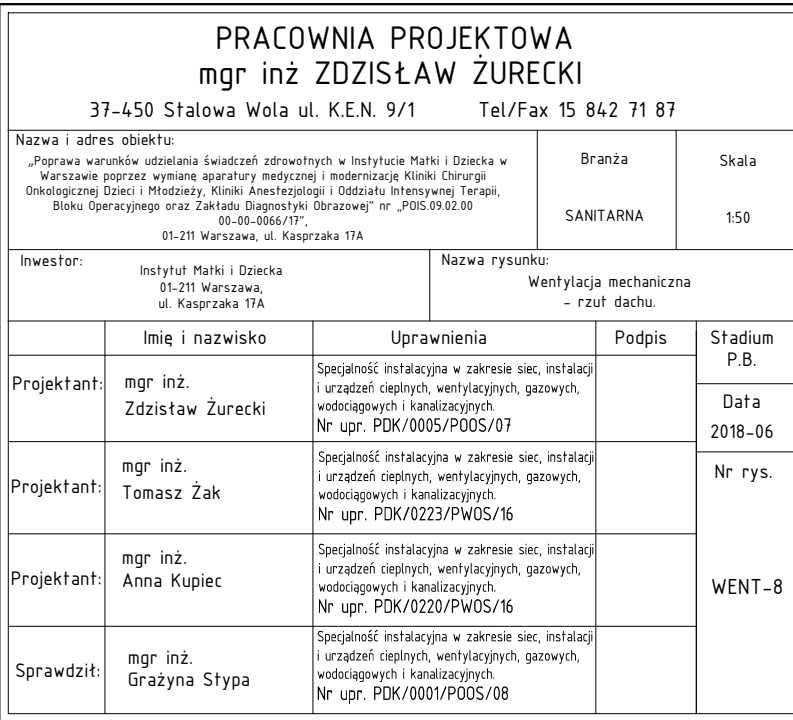 PRACOWNIA PROJEKTOWA
mgr inż ZDZISŁAW ŻURECKI
37-450 Stalowa Wola ul. K.E.N. 9/1 Tel/Fax 15 842 71 87
Nazwa i adres obiektu:
„Poprawa warunków udzielania świadczeń zdrowotnych w Instytucie Matki i Dziecka w
Warszawie poprzez wymianę aparatury medycznej i modernizację Kliniki Chirurgii
Onkologicznej Dzieci i Młodzieży, Kliniki Anestezjologii i Oddziału Intensywnej Terapii,
Bloku Operacyjnego oraz Zakładu Diagnostyki Obrazowej” nr „POIS.09.02.00
00-00-0066/17”,
01-211 Warszawa, ul. Kasprzaka 17A
Branża
SANITARNA
Skala
1:50
Inwestor:
Instytut Matki i Dziecka
01-211 Warszawa,
ul. Kasprzaka 17A
Nazwa rysunku:
Wentylacja mechaniczna
- rzut dachu.
Imię i nazwisko Uprawnienia Podpis
Stadium
P.B.
Projektant:
mgr inż.
Zdzisław Żurecki
Specjalność instalacyjna w zakresie siec, instalacji
i urządzeń cieplnych, wentylacyjnych, gazowych,
wodociągowych i kanalizacyjnych.
Nr upr. PDK/0005/POOS/07
Data
2018-06
Projektant:
mgr inż.
Tomasz Żak
Specjalność instalacyjna w zakresie siec, instalacji
i urządzeń cieplnych, wentylacyjnych, gazowych,
wodociągowych i kanalizacyjnych.
Nr upr. PDK/0223/PWOS/16
Nr rys.
WENT-8
Projektant:
mgr inż.
Anna Kupiec
Specjalność instalacyjna w zakresie siec, instalacji
i urządzeń cieplnych, wentylacyjnych, gazowych,
wodociągowych i kanalizacyjnych.
Nr upr. PDK/0220/PWOS/16
Sprawdził:
mgr inż.
Grażyna Stypa
Specjalność instalacyjna w zakresie siec, instalacji
i urządzeń cieplnych, wentylacyjnych, gazowych,
wodociągowych i kanalizacyjnych.
Nr upr. PDK/0001/POOS/08